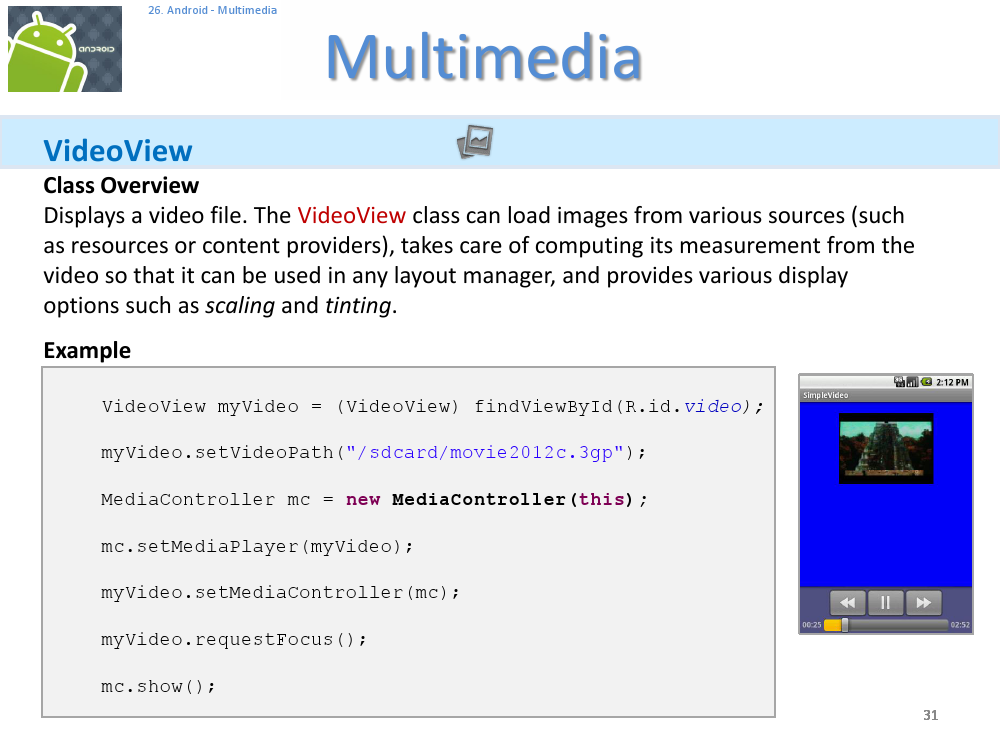 26. Android - Multimedia
ANDROID
Multimedia
VideoView
Class Overview
Displays a video file. The VideoView class can load images from various sources (such
as resources or content providers), takes care of computing its measurement from the
video so that it can be used in any layout manager, and provides various display
options such as scaling and tinting.
Example
VideoView myVideo = (VideoView) findViewById(R.id.video);
myVideo.setVideoPath("/sdcard/movie2012c.3gp");
MediaController mc = new MediaController(this);
mc.setMediaPlayer(myVideo);
myVideo.setMediaController(mc);
myVideo.requestFocus();
mc.show();
2:12 PM
SimpleVideo
00:25
02:52
31